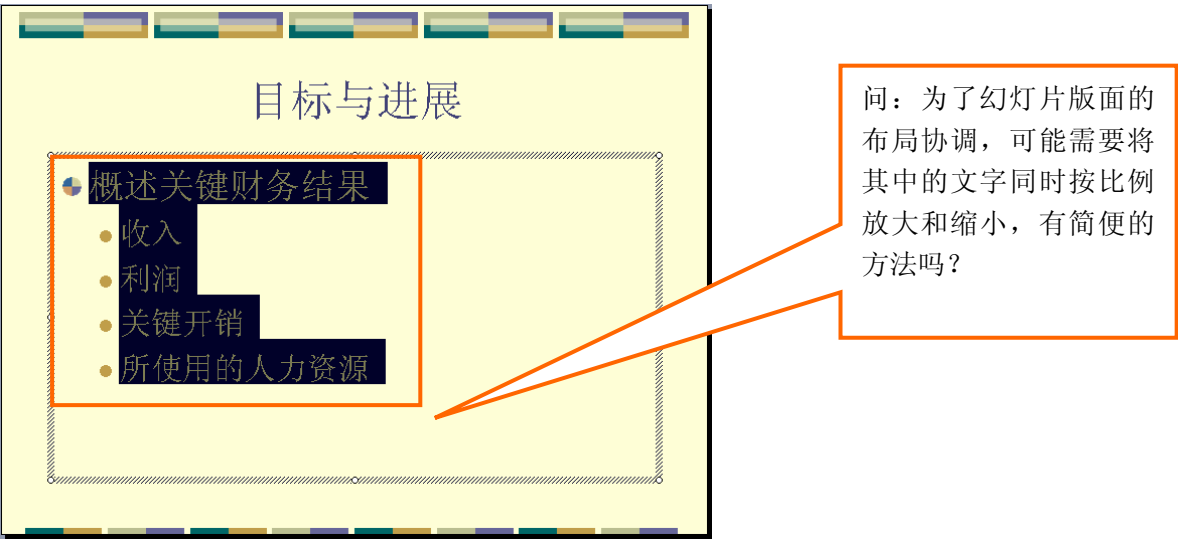 目标与进展
概述关键财务结果
收入
利润
关键开销
所使用的人力资源
问：为了幻灯片版面的
布局协调，可能需要将
其中的文字同时按比例
放大和缩小，有简便的
方法吗？